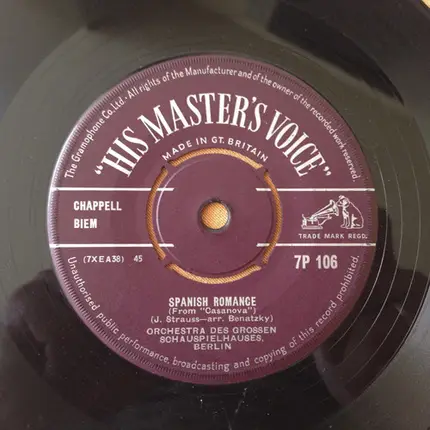 The Gramophone Co. Ltd. - All rights of the Manufacturer and of the owner of the recorded work reserved.
"HIS MASTER'S VOICE"
MADE IN GT. BRITAIN
CHAPPELL
BIEM
TRADE MARK REGD.
(7XEA38) 45
7P 106
SPANISH ROMANCE
(From "Casanova")
(J. Strauss—arr. Benatzky)
ORCHESTRA DES GROSSEN
SCHAUSPIELHAUSES,
BERLIN
Unauthorised public performance, broadcasting and copying of this record prohibited.